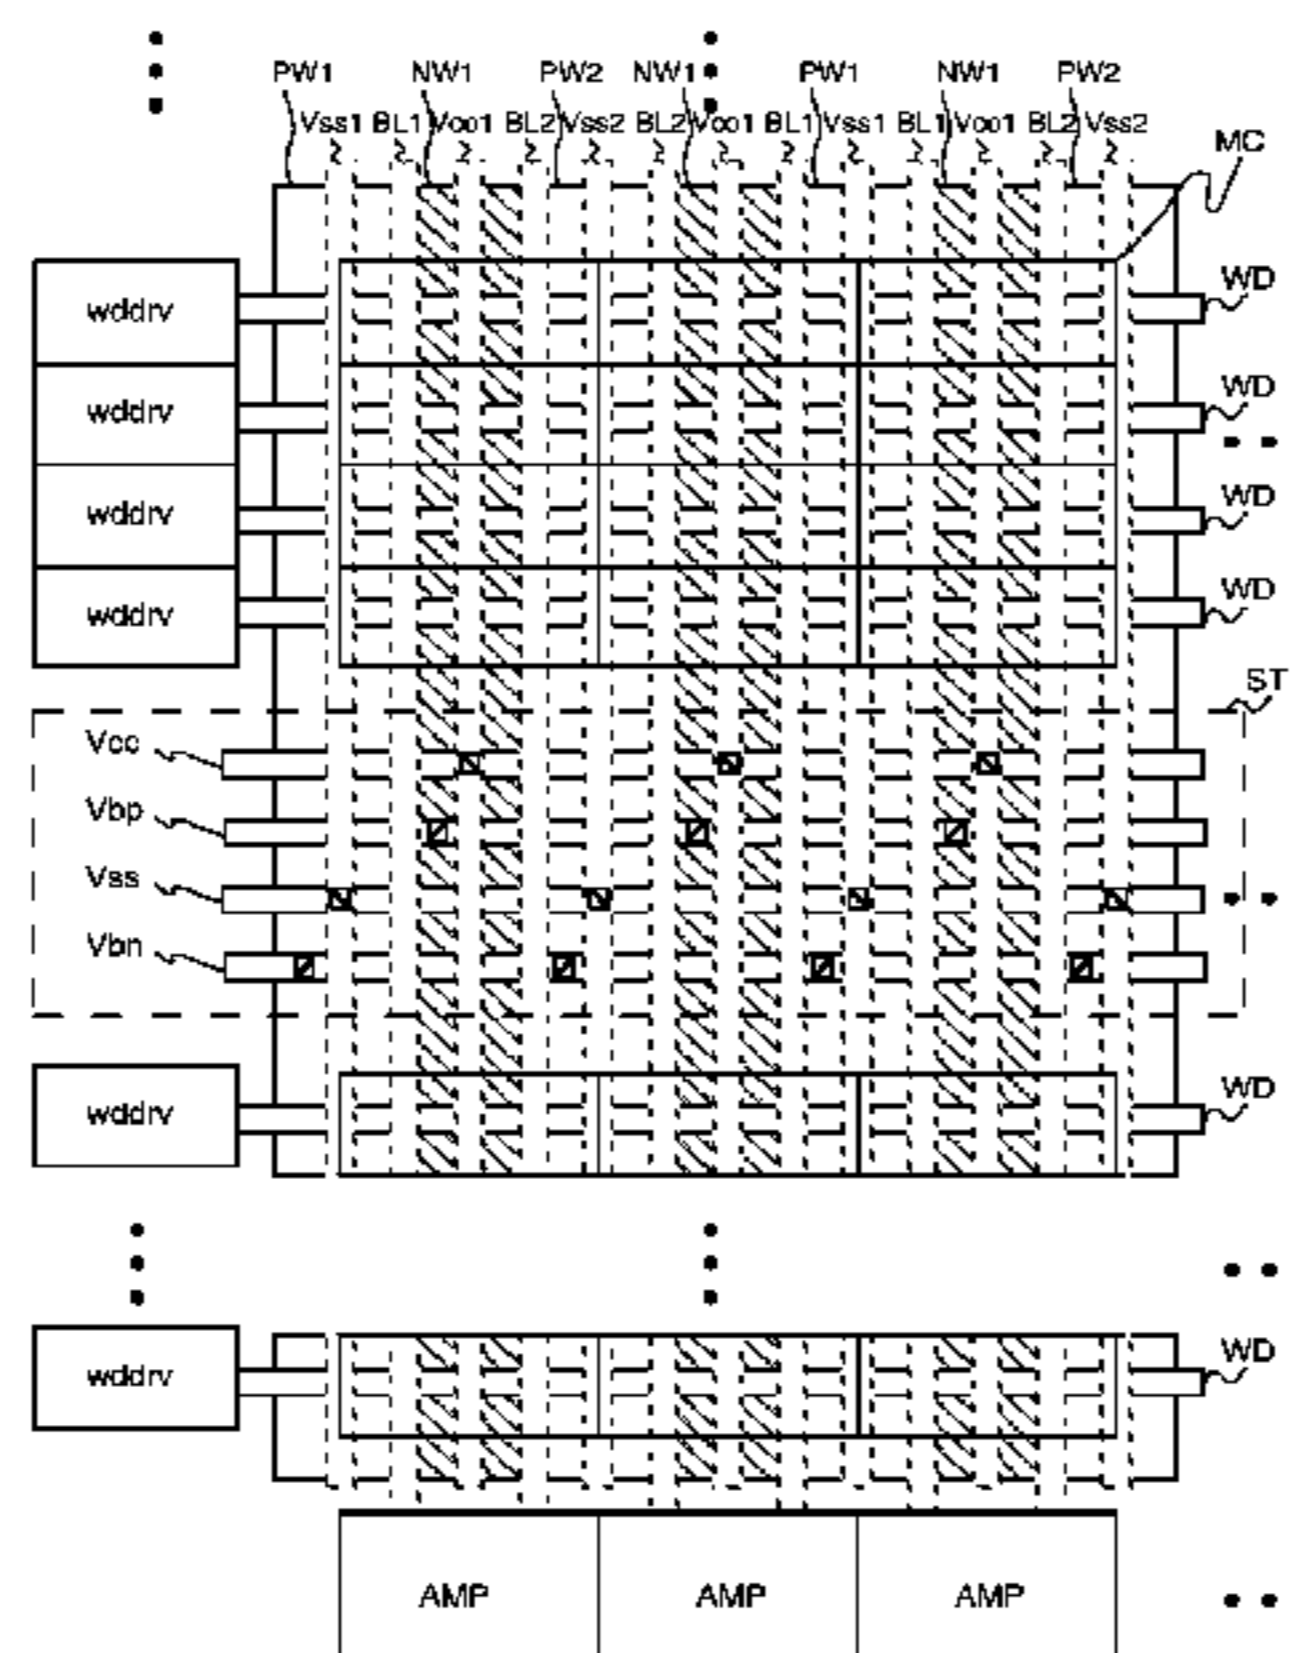 PW1 NW1 PW2 NW1 PW1 NW1 PW2
Vss1 BL1 Vcc1 BL2 Vss2 BL2 Vcc1 BL1 Vss1 BL1 Vcc1 BL2 Vss2
MC
wddrv WD
wddrv WD
wddrv WD
wddrv WD
ST
Vcc
Vbp
Vss
Vbn
wddrv WD
wddrv WD
AMP AMP AMP